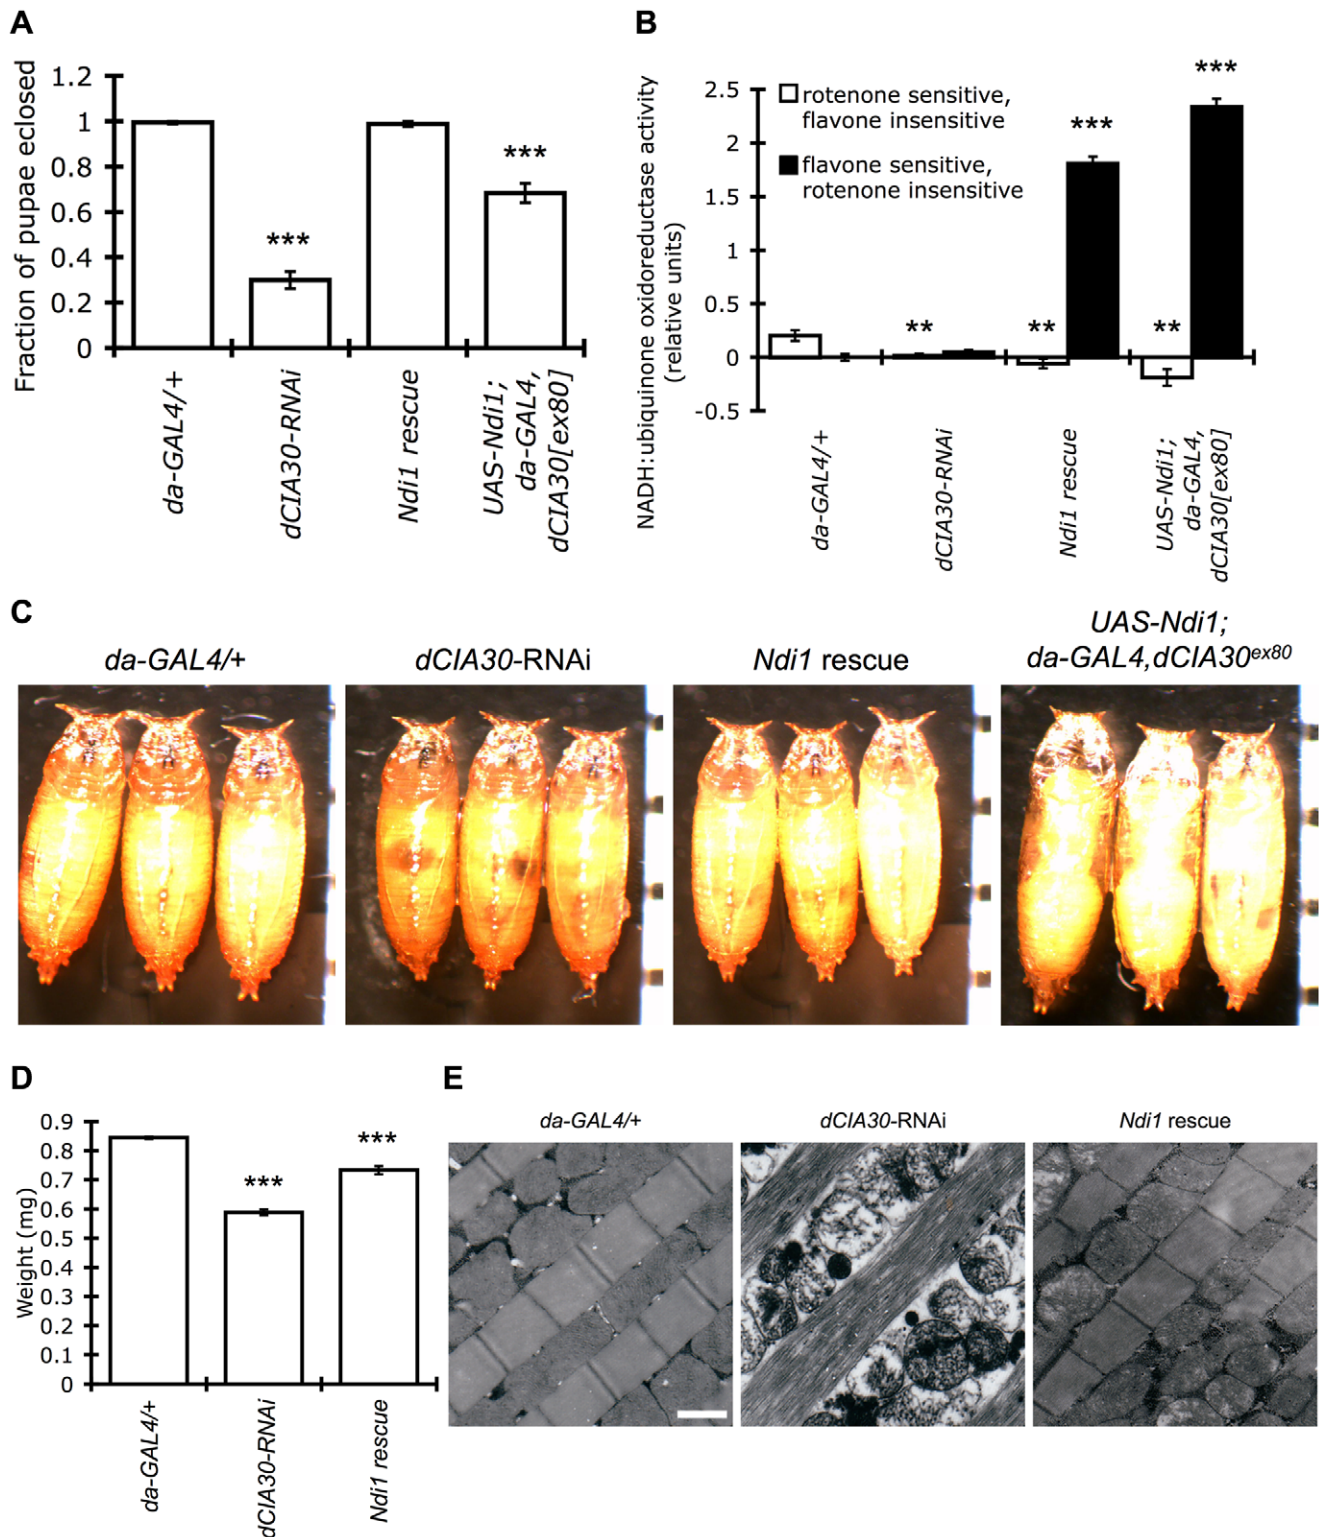 A
Fraction of pupae eclosed
1.2
1
0.8
0.6
0.4
0.2
0
***
***
da-GAL4/+
dCIA30-RNAi
Ndi1 rescue
UAS-Ndi1;
da-GAL4,
dCIA30[ex80]
B
NADH:ubiquinone oxidoreductase activity
(relative units)
2.5
2
1.5
1
0.5
0
-0.5
rotenone sensitive,
flavone insensitive
flavone sensitive,
rotenone insensitive
**
**
***
**
***
da-GAL4/+
dCIA30-RNAi
Ndi1 rescue
UAS-Ndi1;
da-GAL4,
dCIA30[ex80]
C
da-GAL4/+
dCIA30-RNAi
Ndi1 rescue
UAS-Ndi1;
da-GAL4,dCIA30ex80
D
Weight (mg)
0.9
0.8
0.7
0.6
0.5
0.4
0.3
0.2
0.1
0
***
***
da-GAL4/+
dCIA30-RNAi
Ndi1 rescue
E
da-GAL4/+
dCIA30-RNAi
Ndi1 rescue